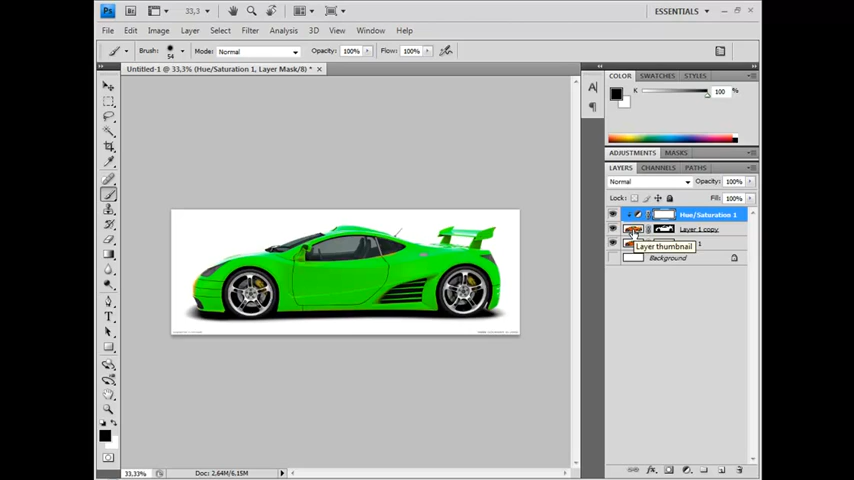 Ps Br 33,3 ESSENTIALS
File Edit Image Layer Select Filter Analysis 3D View Window Help
Brush: 54 Mode: Normal Opacity: 100% Flow: 100%
Untitled-1 @ 33,3% (Hue/Saturation 1, Layer Mask/8) *
COLOR SWATCHES STYLES
K 100 %
ADJUSTMENTS MASKS
LAYERS CHANNELS PATHS
Normal Opacity: 100%
Lock: Fill: 100%
Hue/Saturation 1
Layer 1 copy
1
Layer thumbnail
Background
33,33% Doc: 2,64M/6,15M